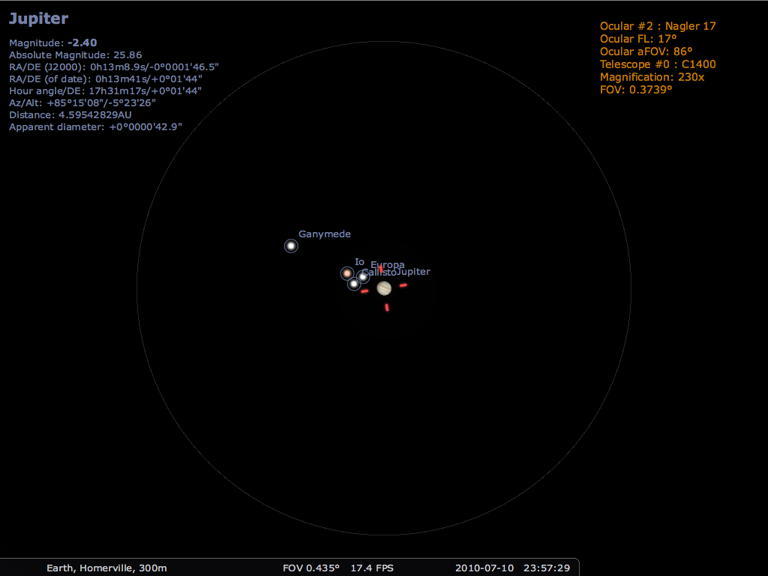 Jupiter
Magnitude: -2.40
Absolute Magnitude: 25.86
RA/DE (J2000): 0h13m8.9s/-0°0001'46.5"
RA/DE (of date): 0h13m41s/+0°01'44"
Hour angle/DE: 17h31m17s/+0°01'44"
Az/Alt: +85°15'08"/-5°23'26"
Distance: 4.59542829AU
Apparent diameter: +0°0000'42.9"
Ocular #2 : Nagler 17
Ocular FL: 17°
Ocular aFOV: 86°
Telescope #0 : C1400
Magnification: 230x
FOV: 0.3739°
Ganymede
Io
Europa
Callisto
Jupiter
Earth, Homerville, 300m
FOV 0.435°
17.4 FPS
2010-07-10 23:57:29